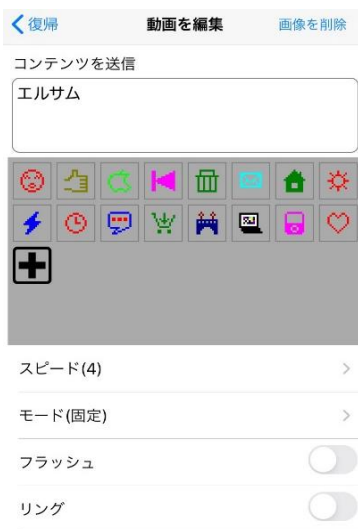 復帰 動画を編集 画像を削除
コンテンツを送信
エルサム
スピード(4)
モード(固定)
フラッシュ
リング